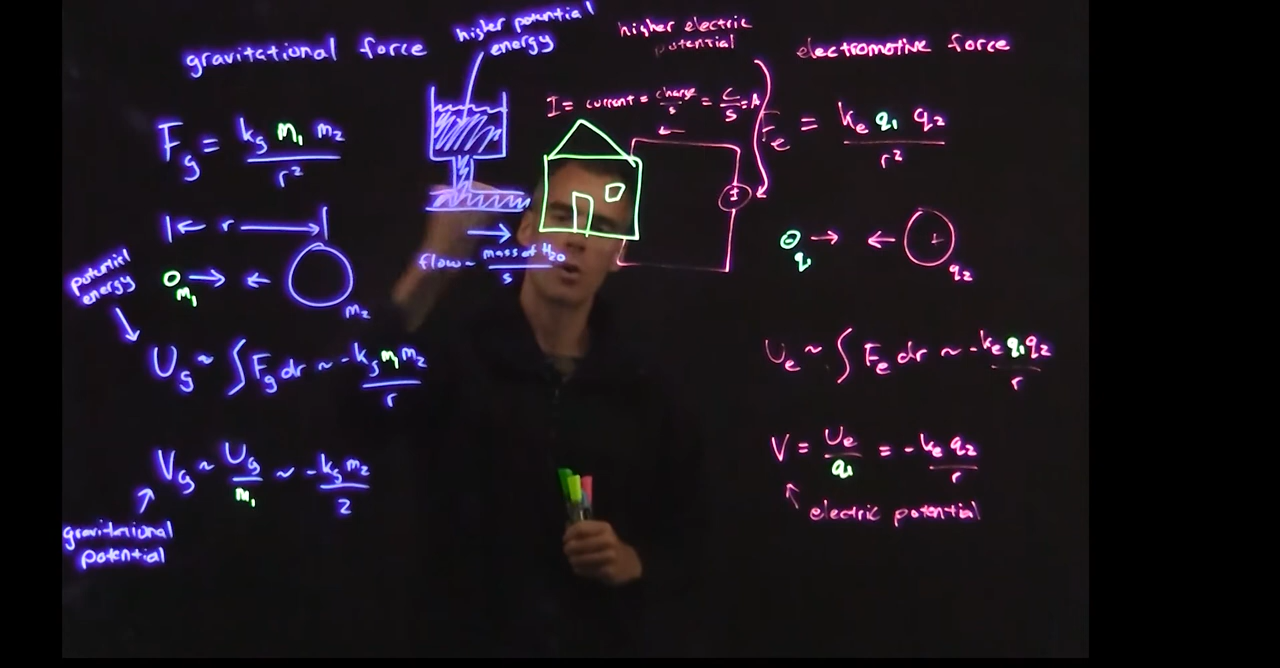 gravitational force
F_g = k_g m_1 m_2 / r^2
r
m_1
m_2
potential
energy
U_g ~ ∫ F_g dr ~ -k_g m_1 m_2 / r
V_g ~ U_g / m_1 ~ -k_g m_2 / 2
gravitational
potential
higher potential
energy
flow ~ mass of H_2O / s
higher electric
potential
I = current = charge / s = C / s = A
±
electromotive force
F_e = k_e q_1 q_2 / r^2
-
q_1
+
q_2
U_e ~ ∫ F_e dr ~ -k_e q_1 q_2 / r
V = U_e / q_1 = -k_e q_2 / r
electric potential